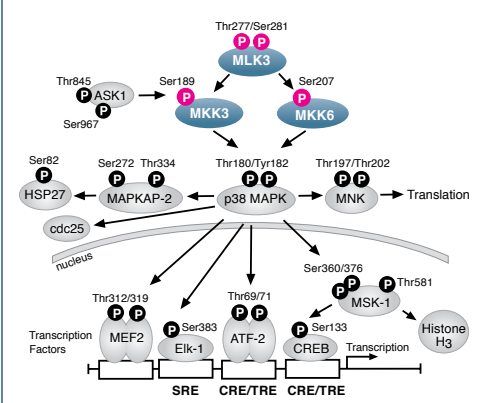 Thr277/Ser281
P P
MLK3
Thr845
P ASK1
P
Ser967
Ser189
P
MKK3
Ser207
P
MKK6
Ser82
P
HSP27
Ser272 Thr334
P P
MAPKAP-2
Thr180/Tyr182
P P
p38 MAPK
Thr197/Thr202
P P
MNK
Translation
cdc25
nucleus
Ser360/376
P P
P Thr581
MSK-1
Thr312/319
P P
MEF2
P Ser383
Elk-1
Thr69/71
P P
ATF-2
P Ser133
CREB
Histone
H3
Transcription
Factors
Transcription
SRE CRE/TRE CRE/TRE